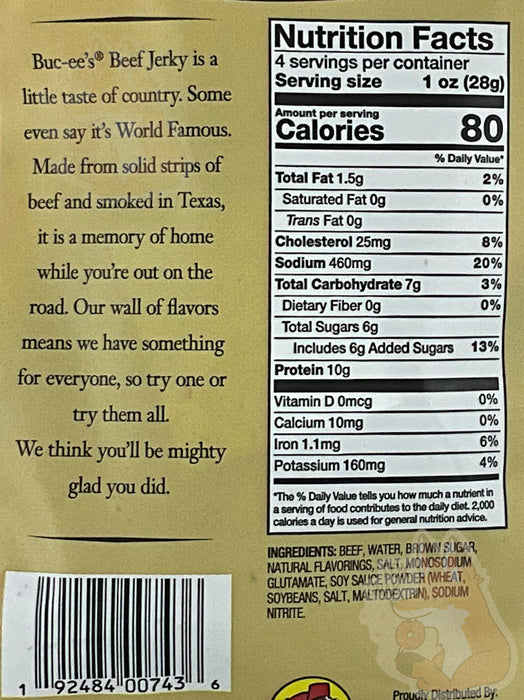 Buc-ee's® Beef Jerky is a
little taste of country. Some
even say it's World Famous.
Made from solid strips of
beef and smoked in Texas,
it is a memory of home
while you're out on the
road. Our wall of flavors
means we have something
for everyone, so try one or
try them all.
We think you'll be mighty
glad you did.
Nutrition Facts
4 servings per container
Serving size 1 oz (28g)
Amount per serving
Calories 80
% Daily Value*
Total Fat 1.5g 2%
Saturated Fat 0g 0%
Trans Fat 0g
Cholesterol 25mg 8%
Sodium 460mg 20%
Total Carbohydrate 7g 3%
Dietary Fiber 0g 0%
Total Sugars 6g
Includes 6g Added Sugars 13%
Protein 10g
Vitamin D 0mcg 0%
Calcium 10mg 0%
Iron 1.1mg 6%
Potassium 160mg 4%
*The % Daily Value tells you how much a nutrient in
a serving of food contributes to the daily diet. 2,000
calories a day is used for general nutrition advice.
INGREDIENTS: BEEF, WATER, BROWN SUGAR,
NATURAL FLAVORINGS, SALT, MONOSODIUM
GLUTAMATE, SOY SAUCE POWDER (WHEAT,
SOYBEANS, SALT, MALTODEXTRIN), SODIUM
NITRITE.
1 92484 00743 6
Proudly Distributed By: